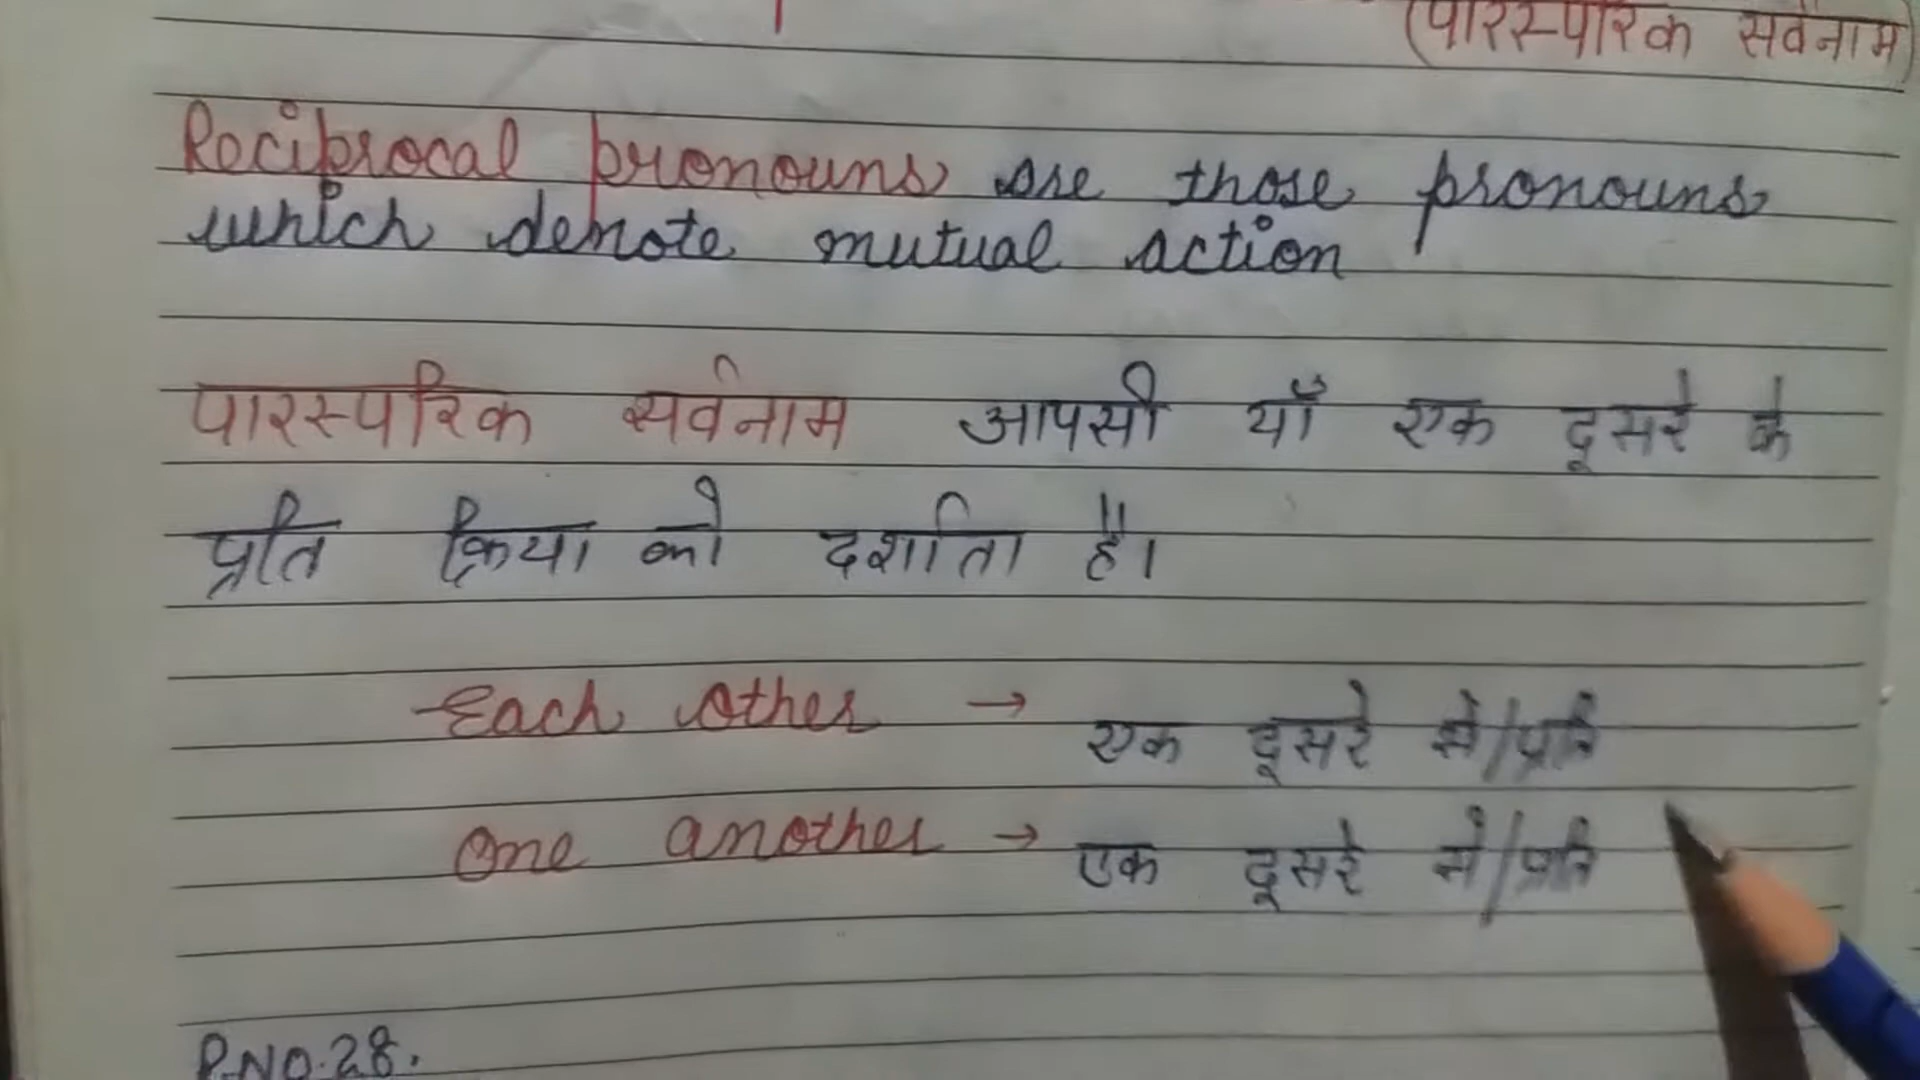 (पारस्परिक सर्वनाम)
Reciprocal pronouns are those pronouns
which denote mutual action
पारस्परिक सर्वनाम आपसी याँ एक दूसरे के
प्रति क्रिया को दर्शाता है।
Each other → एक दूसरे से/प्रति
One another → एक दूसरे से/प्रति
P.NO.28.